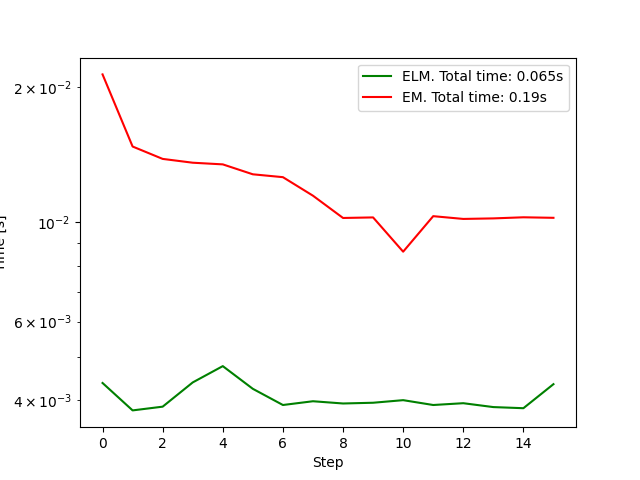 ELM. Total time: 0.065s
EM. Total time: 0.19s
2 × 10⁻²
10⁻²
6 × 10⁻³
4 × 10⁻³
0 2 4 6 8 10 12 14
Step